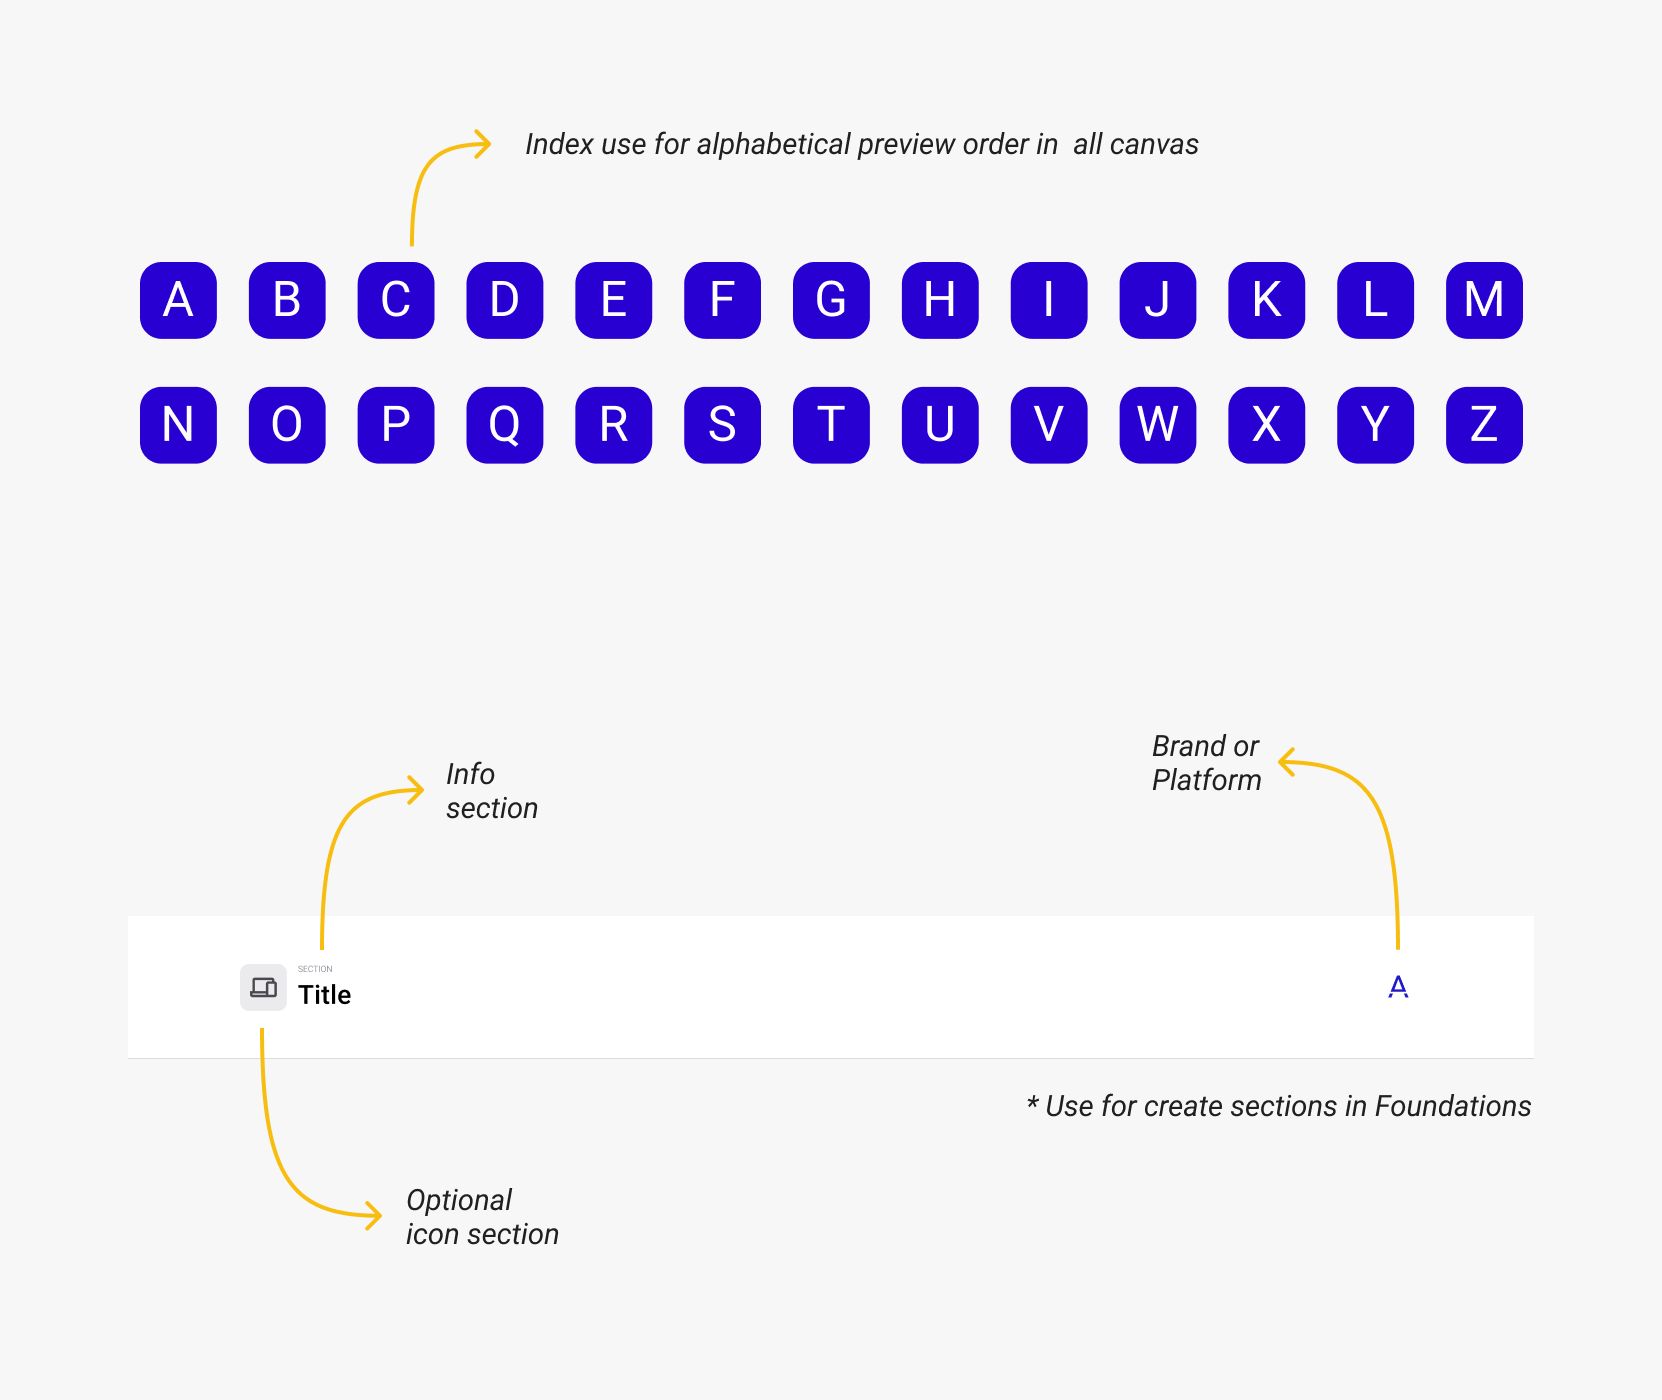 Index use for alphabetical preview order in  all canvas
A B C D E F G H I J K L M
N O P Q R S T U V W X Y Z
Info
section
Brand or
Platform
SECTION
Title
A
* Use for create sections in Foundations
Optional
icon section